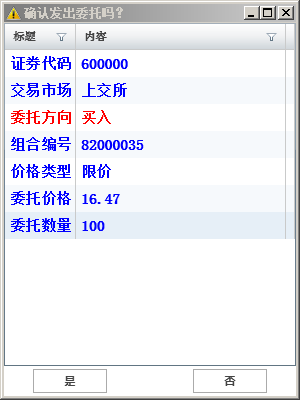 确认发出委托吗?
标题 内容
证券代码 600000
交易市场 上交所
委托方向 买入
组合编号 82000035
价格类型 限价
委托价格 16.47
委托数量 100
是 否